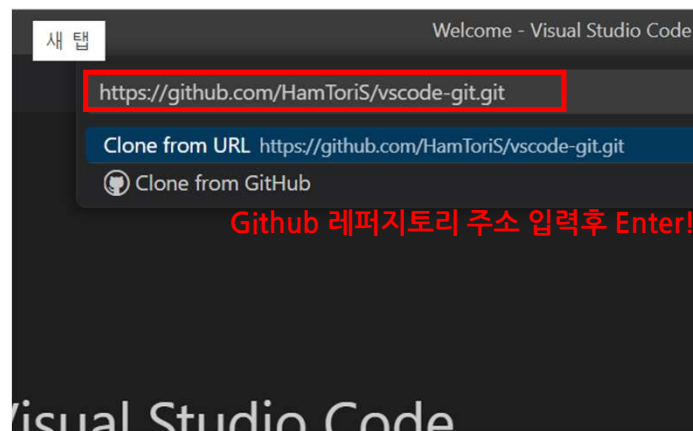 새 탭
Welcome - Visual Studio Code
https://github.com/HamToriS/vscode-git.git
Clone from URL https://github.com/HamToriS/vscode-git.git
Clone from GitHub
Github 레퍼지토리 주소 입력후 Enter!
Visual Studio Code